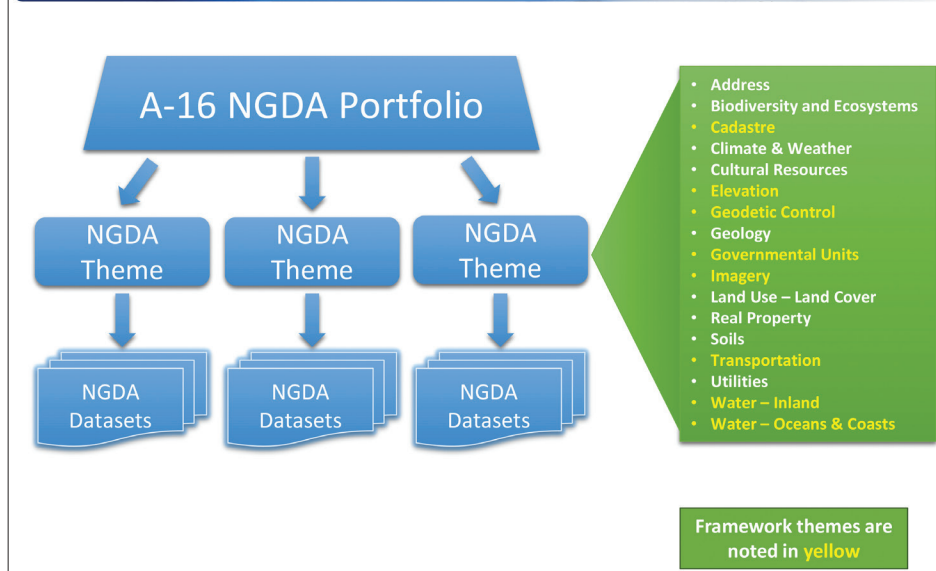 A-16 NGDA Portfolio
NGDA
Theme
NGDA
Theme
NGDA
Theme
NGDA
Datasets
NGDA
Datasets
NGDA
Datasets
• Address
• Biodiversity and Ecosystems
• Cadastre
• Climate & Weather
• Cultural Resources
• Elevation
• Geodetic Control
• Geology
• Governmental Units
• Imagery
• Land Use – Land Cover
• Real Property
• Soils
• Transportation
• Utilities
• Water – Inland
• Water – Oceans & Coasts
Framework themes are
noted in yellow